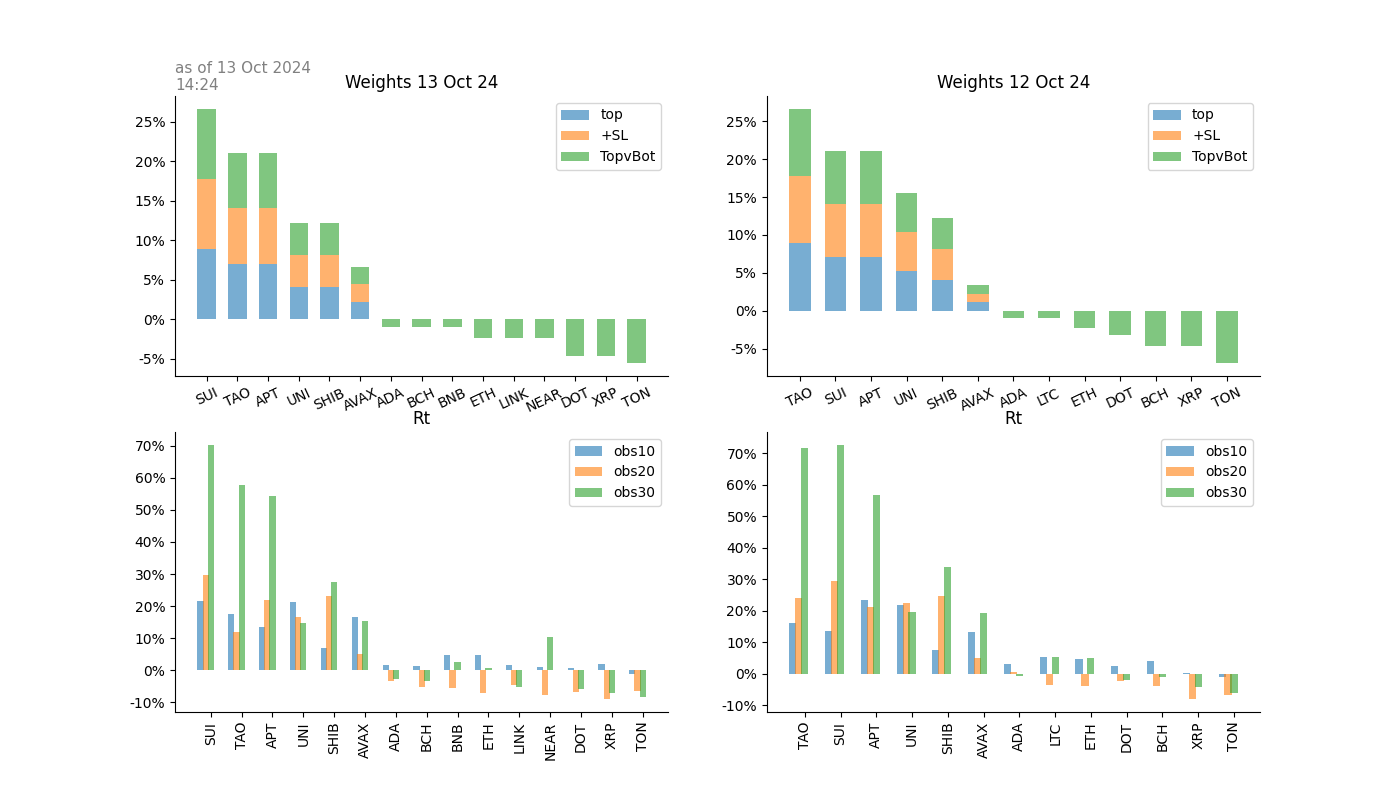 as of 13 Oct 2024
14:24
Weights 13 Oct 24
25%
20%
15%
10%
5%
0%
-5%
top
+SL
TopvBot
SUI TAO APT UNI SHIB AVAX ADA BCH BNB ETH LINK NEAR DOT XRP TON
Weights 12 Oct 24
25%
20%
15%
10%
5%
0%
-5%
top
+SL
TopvBot
TAO SUI APT UNI SHIB AVAX ADA LTC ETH DOT BCH XRP TON
Rt
70%
60%
50%
40%
30%
20%
10%
0%
-10%
obs10
obs20
obs30
SUI TAO APT UNI SHIB AVAX ADA BCH BNB ETH LINK NEAR DOT XRP TON
Rt
70%
60%
50%
40%
30%
20%
10%
0%
-10%
obs10
obs20
obs30
TAO SUI APT UNI SHIB AVAX ADA LTC ETH DOT BCH XRP TON